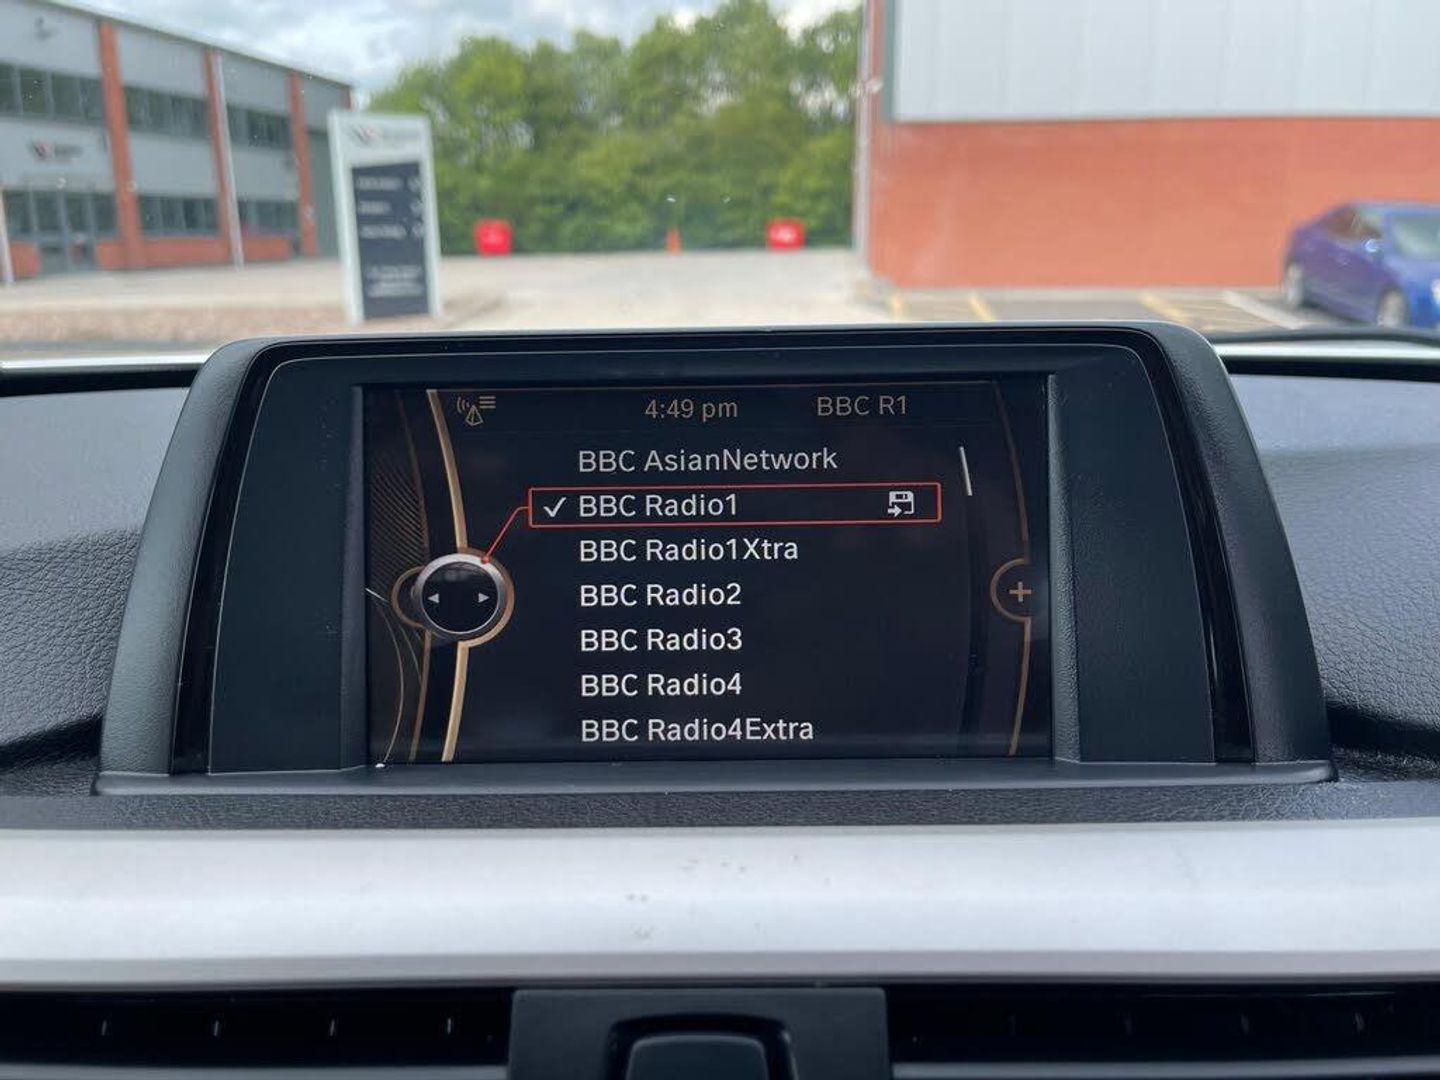 4:49 pm
BBC R1
BBC AsianNetwork
BBC Radio1
BBC Radio1Xtra
BBC Radio2
BBC Radio3
BBC Radio4
BBC Radio4Extra